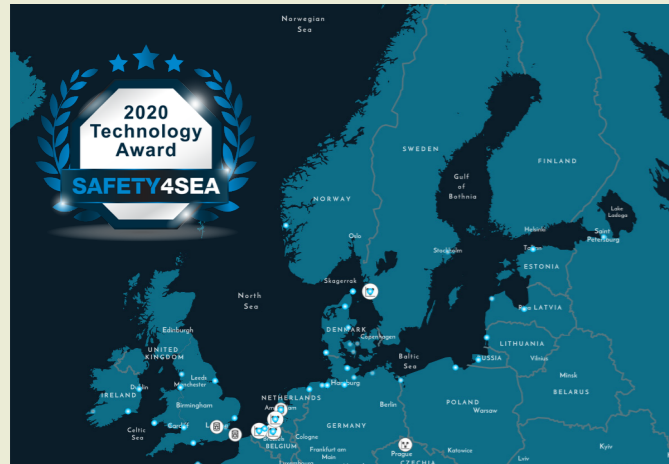 Norwegian
Sea
2020
Technology
Award
SAFETY4SEA
SWEDEN
FINLAND
Gulf
of
Bothnia
NORWAY
Lake
Ladoga
Oslo
Helsinki
Saint
Petersburg
Stockholm
Tallinn
ESTONIA
Skagerrak
North
Sea
Riga LATVIA
Edinburgh
DENMARK
Copenhagen
LITHUANIA
UNITED
KINGDOM
Baltic
Sea
RUSSIA
Vilnius
Leeds
Manchester
Dublin
IRELAND
Hamburg
Minsk
BELARUS
NETHERLANDS
Birmingham
Berlin
POLAND
Warsaw
Celtic
Sea
Cardiff
GERMANY
Cologne
BELGIUM
Frankfurt am
Main
Prague
CZECHIA
Katowice
Kyiv
Lviv